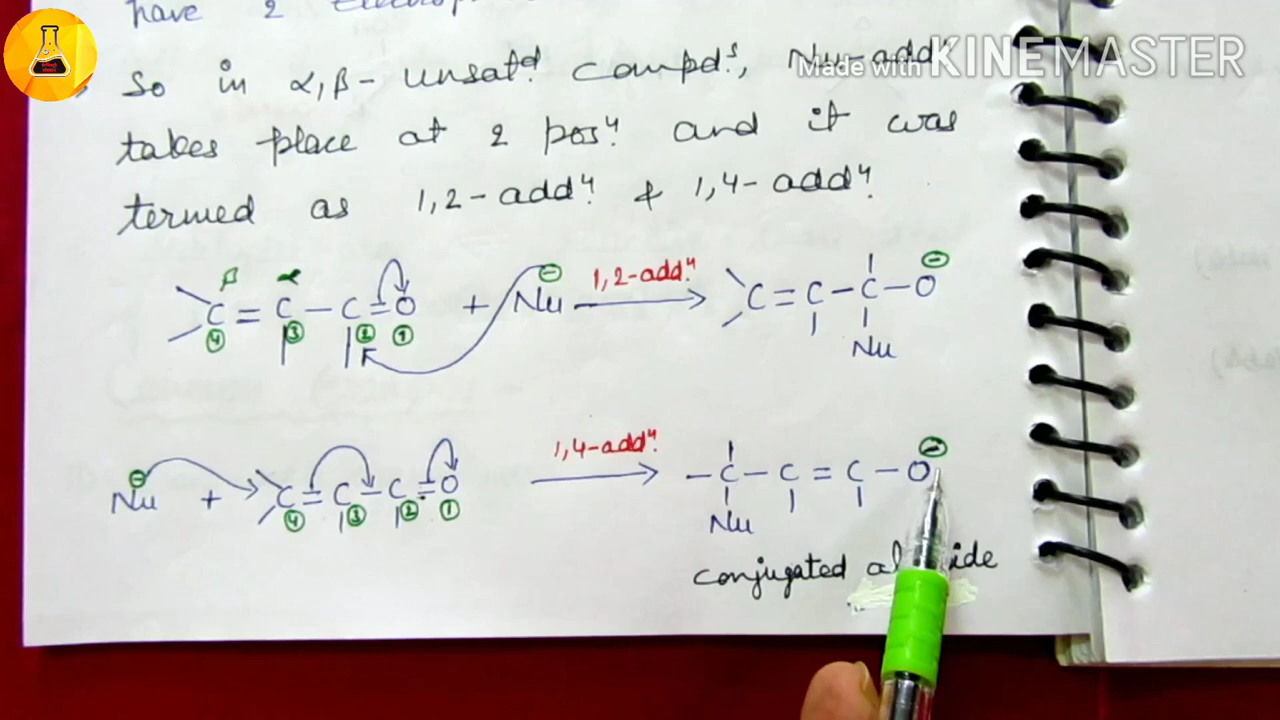 have 2
So in α,β- unsatd compds, Nu-addn
takes place at 2 posn and it was
termed as 1,2-addn & 1,4-addn.
Made with KINEMASTER
β α
C = C - C = O + Nu⊖ 1,2-addn C = C - C - O⊖
4 3 2 1
Nu
Nu⊖ + C = C - C = O 1,4-addn - C - C = C - O⊖
4 3 2 1
Nu
conjugated